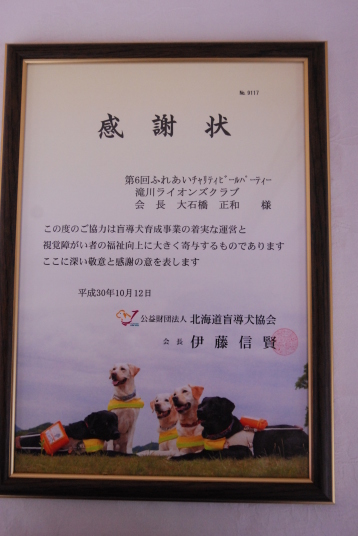 № 9117
感謝状
第6回ふれあいﾁｬﾘﾃｨﾋﾞｰﾙﾊﾟｰﾃｨｰ
滝川ライオンズクラブ
会長 大石橋 正和 様
この度のご協力は盲導犬育成事業の着実な運営と
視覚障がい者の福祉向上に大きく寄与するものであります
ここに深い敬意と感謝の意を表します
平成30年10月12日
公益財団法人 北海道盲導犬協会
会長 伊藤信賢